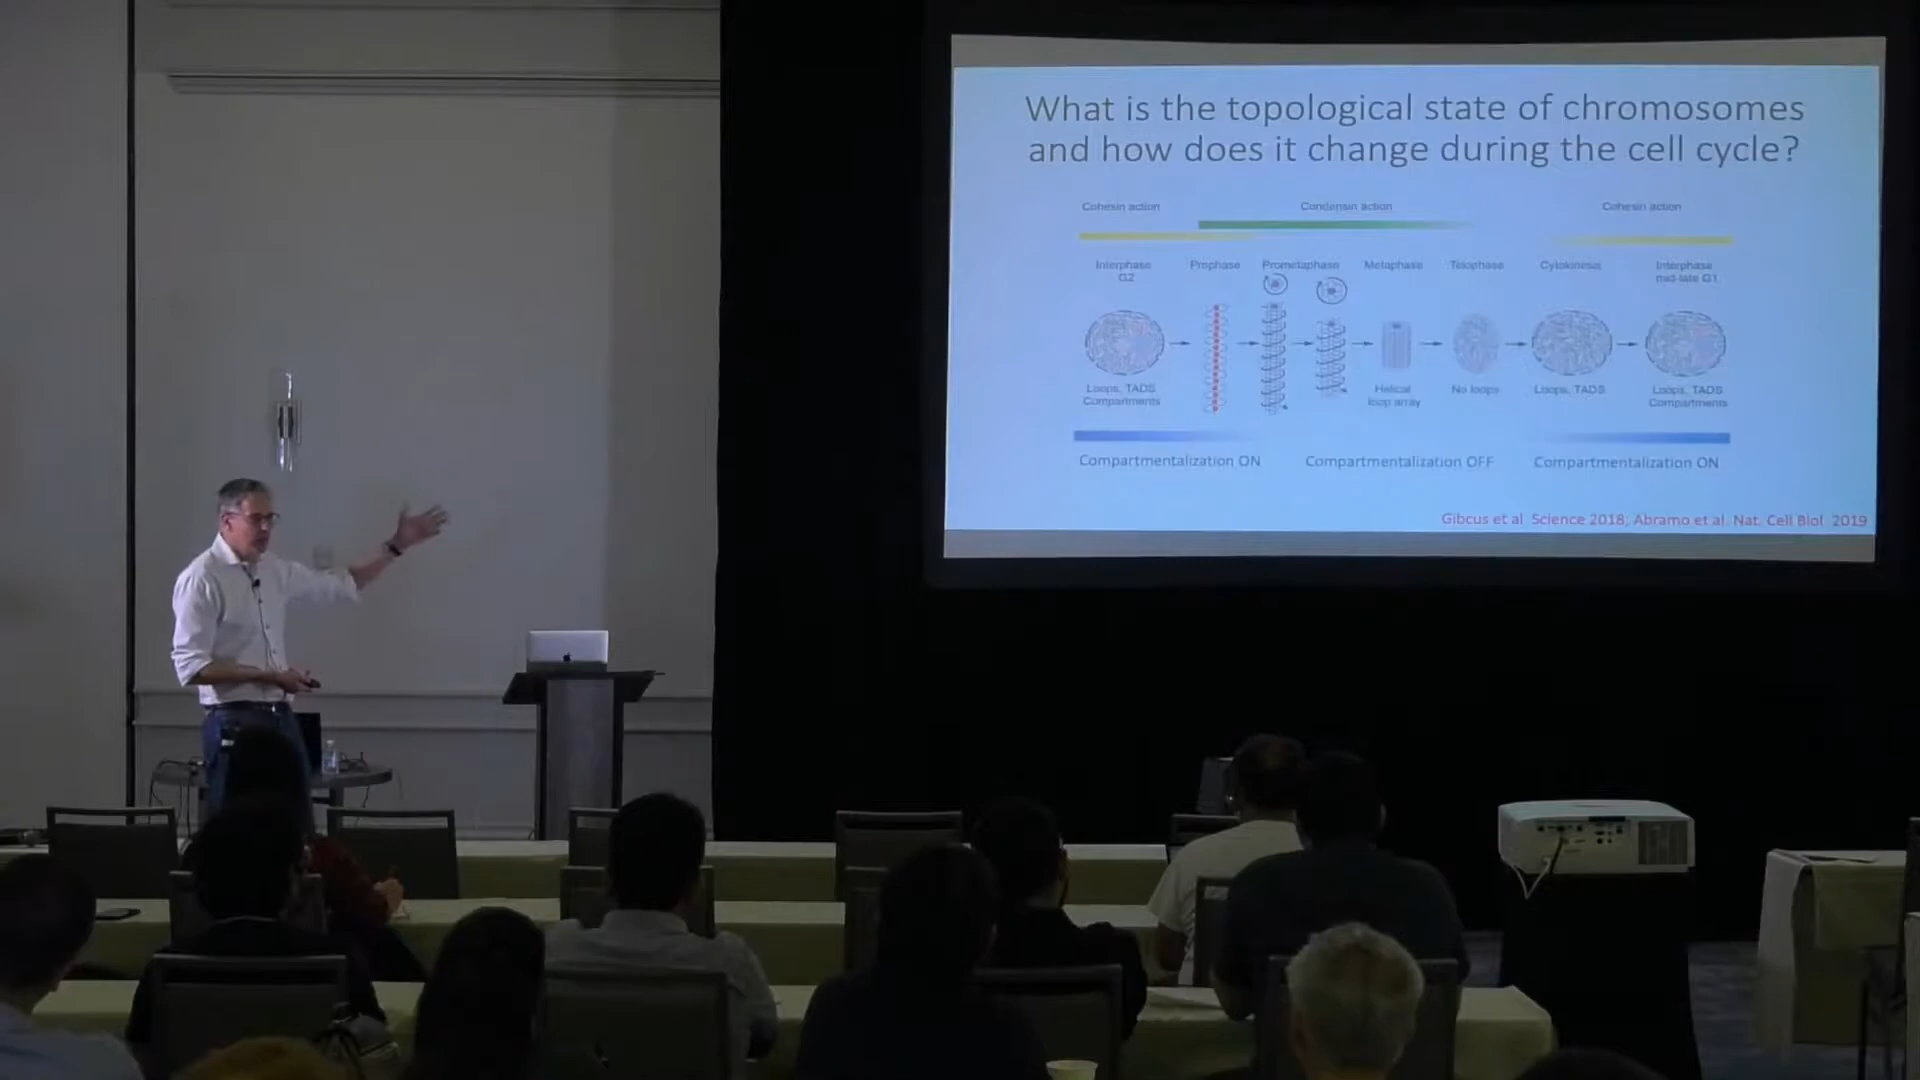 What is the topological state of chromosomes
and how does it change during the cell cycle?
Cohesin action
Condensin action
Cohesin action
Interphase
G2
Prophase
Prometaphase
Metaphase
Telophase
Cytokinesis
Interphase
mid-late G1
Loops, TADS
Compartments
Helical
loop array
No loops
Loops, TADS
Loops, TADS
Compartments
Compartmentalization ON
Compartmentalization OFF
Compartmentalization ON
Gibcus et al Science 2018; Abramo et al. Nat. Cell Biol 2019